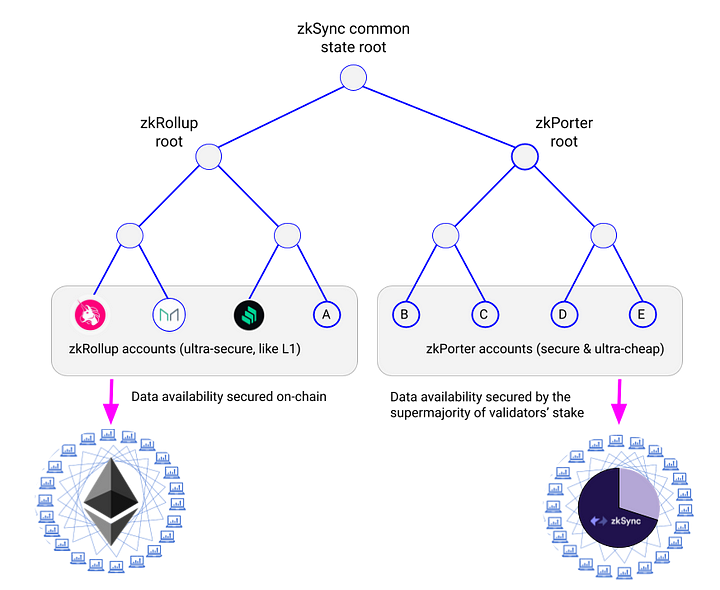 zkSync common
state root
zkRollup
root
zkPorter
root
A
B
C
D
E
zkRollup accounts (ultra-secure, like L1)
zkPorter accounts (secure & ultra-cheap)
Data availability secured on-chain
Data availability secured by the
supermajority of validators’ stake
zkSync